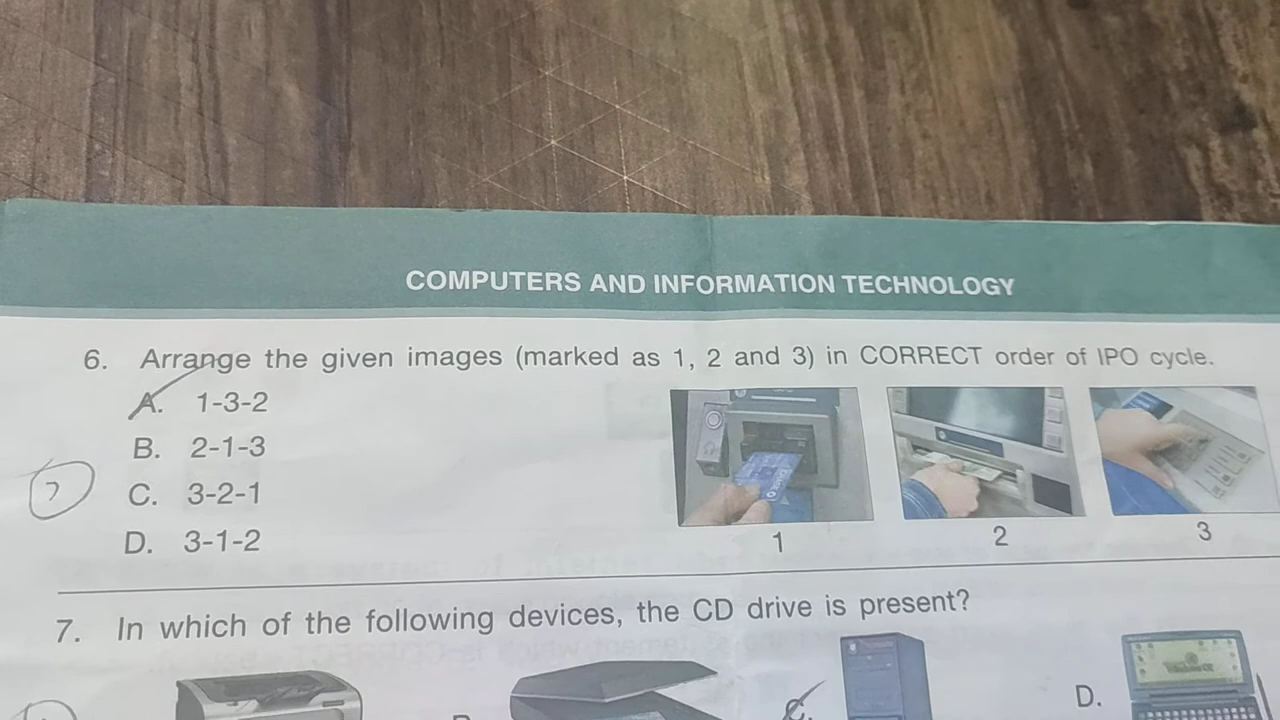 COMPUTERS AND INFORMATION TECHNOLOGY
6. Arrange the given images (marked as 1, 2 and 3) in CORRECT order of IPO cycle.
A. 1-3-2
B. 2-1-3
C. 3-2-1
D. 3-1-2
1
2
3
7. In which of the following devices, the CD drive is present?
C.
D.